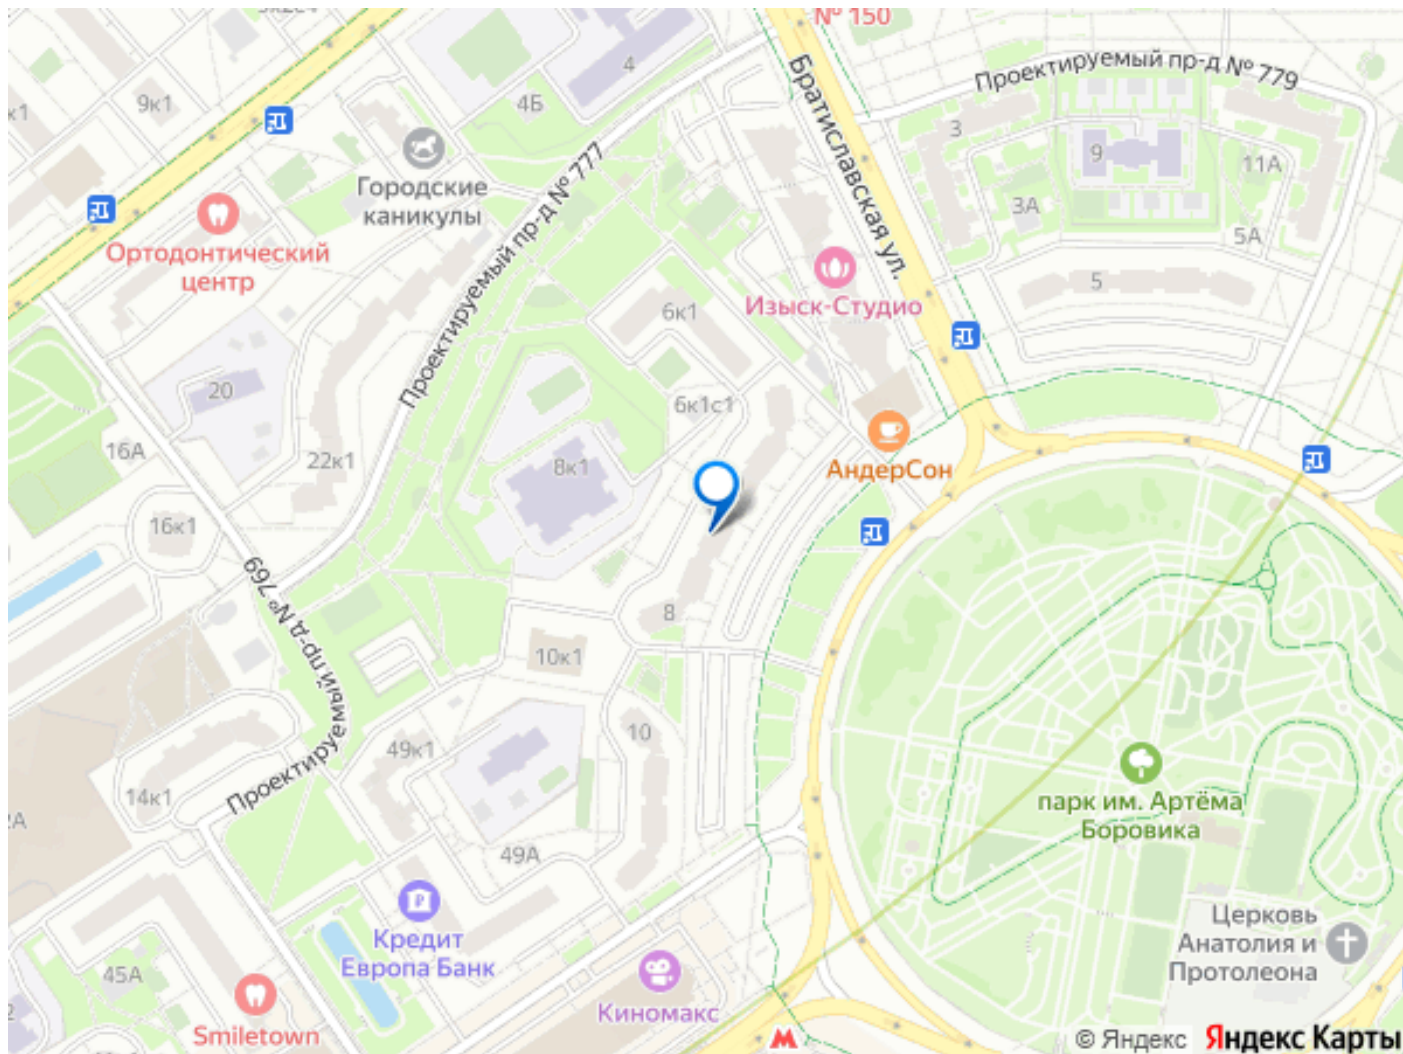 № 150
4
4Б
9к1
Городские
каникулы
Ортодонтический
центр
Проектируемый пр-д № 777
Братиславская ул.
Проектируемый пр-д № 779
3
9
11А
3А
5А
5
Изыск-Студио
6к1
6к1с1
20
22к1
16А
16к1
8к1
АндерСон
8
10к1
Проектируемый пр-д № 769
10
49к1
14к1
49А
парк им. Артёма
Боровика
Кредит
Европа Банк
45А
Smiletown
Киномакс
Церковь
Анатолия и
Протолеона
© Яндекс Яндекс Карты